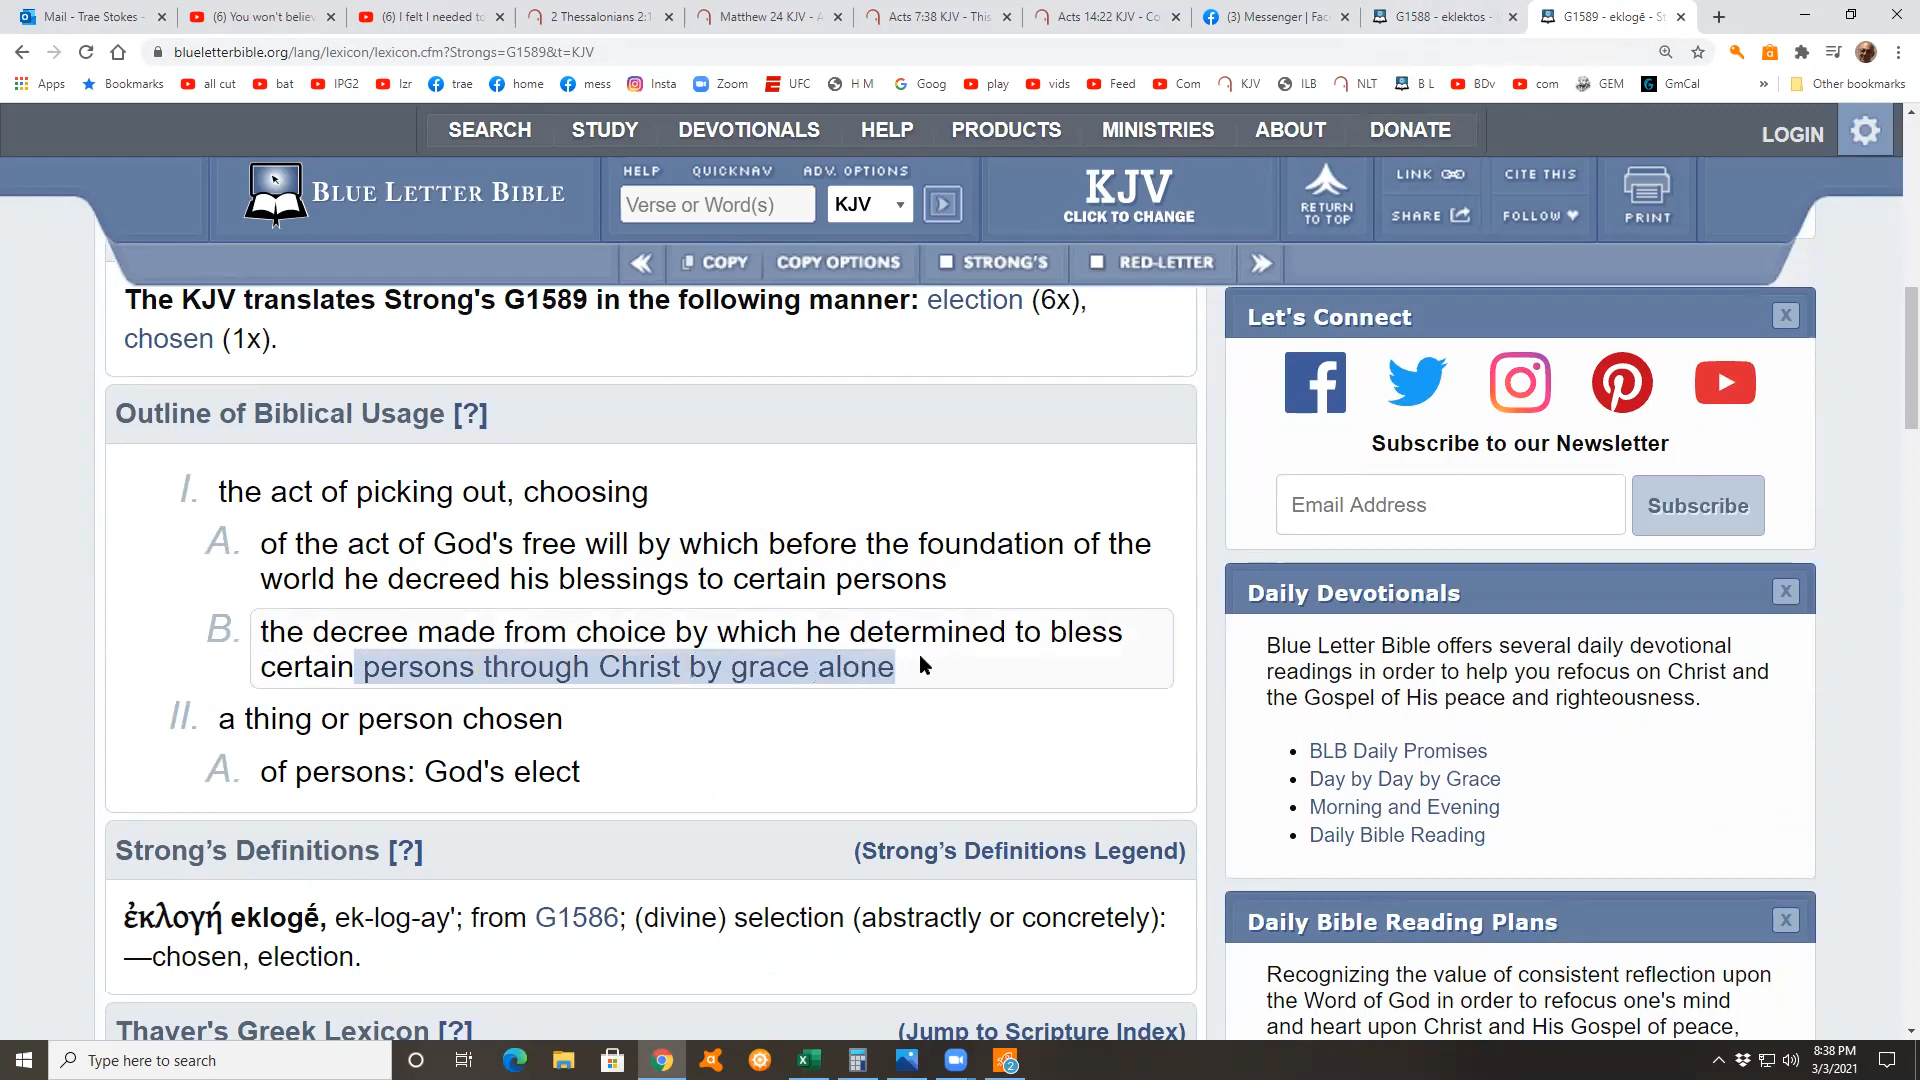 Mail - Trae Stokes -
(6) You won't believ
(6) I felt I needed to
2 Thessalonians 2:1
Matthew 24 KJV - A
Acts 7:38 KJV - This
Acts 14:22 KJV - Co
(3) Messenger | Fac
G1588 - eklektos -
G1589 - eklogē - St
blueletterbible.org/lang/lexicon/lexicon.cfm?Strongs=G1589&t=KJV
Apps Bookmarks all cut bat IPG2 lzr trae home mess Insta Zoom UFC H M Goog play vids Feed Com KJV ILB NLT B L BDv com GEM GmCal » Other bookmarks
SEARCH STUDY DEVOTIONALS HELP PRODUCTS MINISTRIES ABOUT DONATE LOGIN
HELP QUICKNAV ADV. OPTIONS
BLUE LETTER BIBLE
Verse or Word(s) KJV
KJV
CLICK TO CHANGE
RETURN
TO TOP
LINK CITE THIS
SHARE FOLLOW
PRINT
COPY COPY OPTIONS STRONG'S RED-LETTER
The KJV translates Strong's G1589 in the following manner: election (6x),
chosen (1x).
Outline of Biblical Usage [?]
I. the act of picking out, choosing
A. of the act of God's free will by which before the foundation of the
world he decreed his blessings to certain persons
B. the decree made from choice by which he determined to bless
certain persons through Christ by grace alone
II. a thing or person chosen
A. of persons: God's elect
Strong's Definitions [?] (Strong's Definitions Legend)
ἐκλογή eklogḗ, ek-log-ay'; from G1586; (divine) selection (abstractly or concretely):
—chosen, election.
Thaver's Greek Lexicon [?] (Jump to Scripture Index)
Let's Connect X
Subscribe to our Newsletter
Email Address Subscribe
Daily Devotionals X
Blue Letter Bible offers several daily devotional
readings in order to help you refocus on Christ and
the Gospel of His peace and righteousness.
• BLB Daily Promises
• Day by Day by Grace
• Morning and Evening
• Daily Bible Reading
Daily Bible Reading Plans X
Recognizing the value of consistent reflection upon
the Word of God in order to refocus one's mind
and heart upon Christ and His Gospel of peace,
Type here to search
2
8:38 PM
3/3/2021